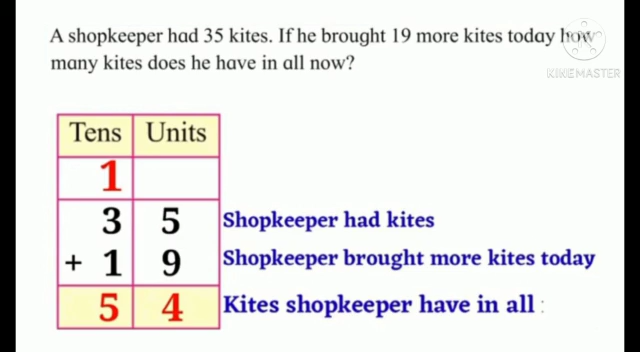 A shopkeeper had 35 kites. If he brought 19 more kites today how
many kites does he have in all now?
KINEMASTER
Tens Units
1
3 5 Shopkeeper had kites
+ 1 9 Shopkeeper brought more kites today
5 4 Kites shopkeeper have in all :